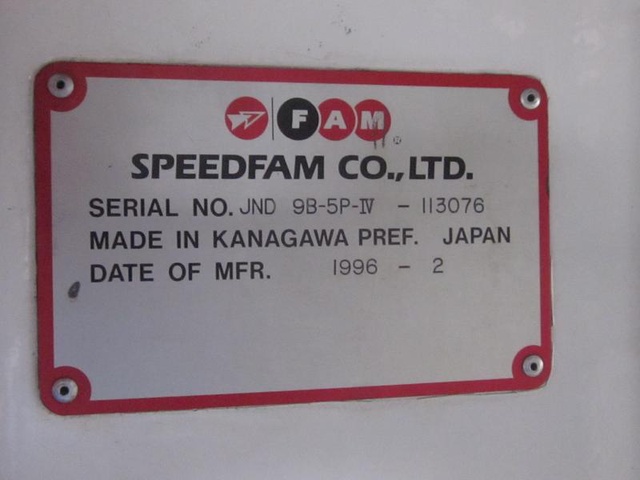 FAM ®
SPEEDFAM CO.,LTD.
SERIAL NO. JND 9B-5P-IV - 113076
MADE IN KANAGAWA PREF. JAPAN
DATE OF MFR. 1996 - 2